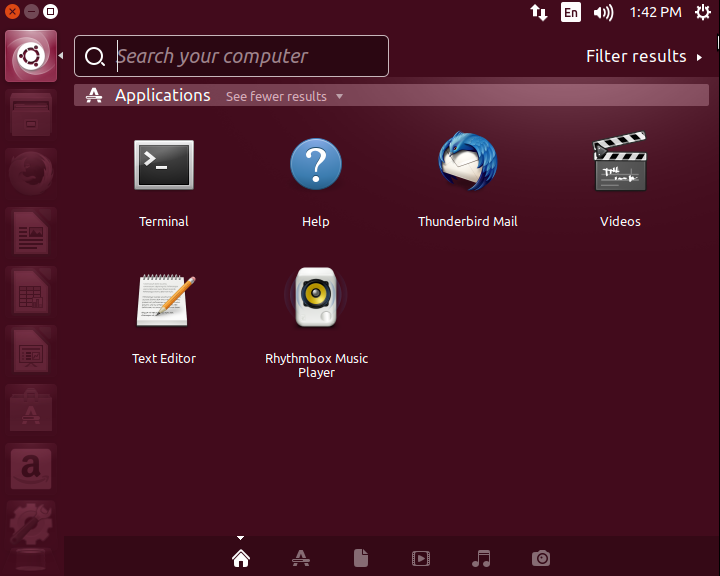 En
1:42 PM
Search your computer
Filter results
Applications
See fewer results
Terminal
Help
Thunderbird Mail
Videos
Text Editor
Rhythmbox Music
Player